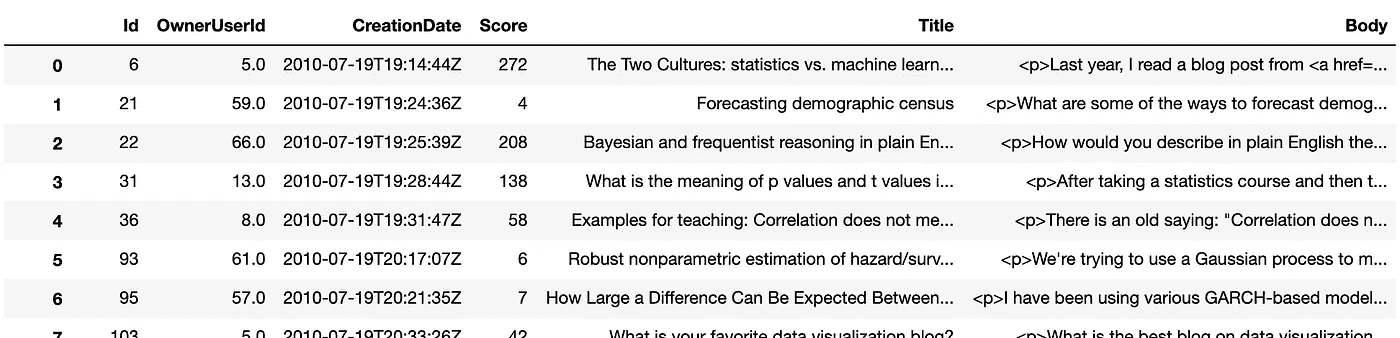 Id OwnerUserId CreationDate Score Title Body
0 6 5.0 2010-07-19T19:14:44Z 272 The Two Cultures: statistics vs. machine learn... <p>Last year, I read a blog post from <a href=...
1 21 59.0 2010-07-19T19:24:36Z 4 Forecasting demographic census <p>What are some of the ways to forecast demog...
2 22 66.0 2010-07-19T19:25:39Z 208 Bayesian and frequentist reasoning in plain En... <p>How would you describe in plain English the...
3 31 13.0 2010-07-19T19:28:44Z 138 What is the meaning of p values and t values i... <p>After taking a statistics course and then t...
4 36 8.0 2010-07-19T19:31:47Z 58 Examples for teaching: Correlation does not me... <p>There is an old saying: "Correlation does n...
5 93 61.0 2010-07-19T20:17:07Z 6 Robust nonparametric estimation of hazard/surv... <p>We're trying to use a Gaussian process to m...
6 95 57.0 2010-07-19T20:21:35Z 7 How Large a Difference Can Be Expected Between... <p>I have been using various GARCH-based model...
7 103 5.0 2010-07-19T20:33:26Z 42 What is your favorite data visualization blog? <p>What is the best blog on data visualization...